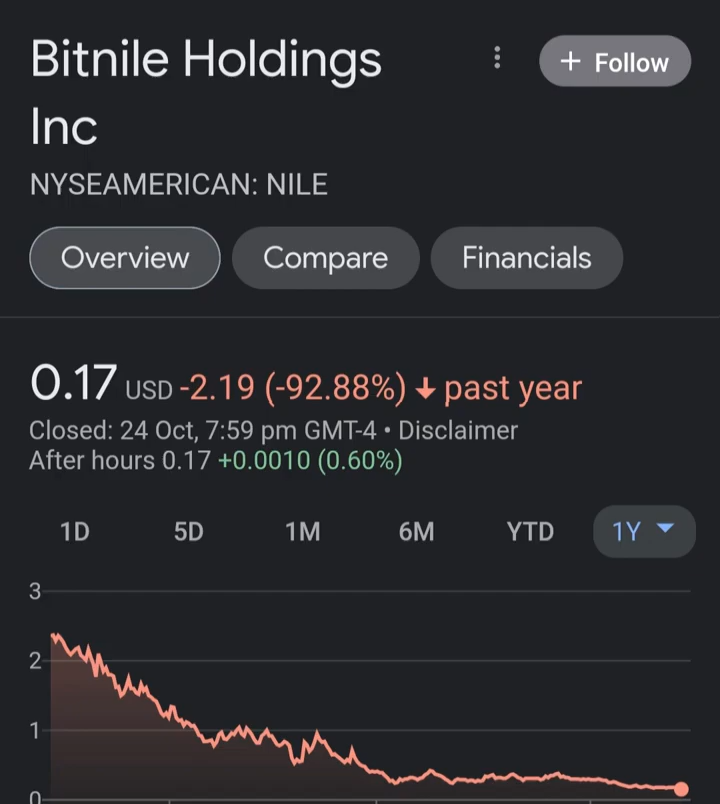 Bitnile Holdings
Inc
+ Follow
NYSEAMERICAN: NILE
Overview
Compare
Financials
0.17 USD -2.19 (-92.88%) ↓ past year
Closed: 24 Oct, 7:59 pm GMT-4 • Disclaimer
After hours 0.17 +0.0010 (0.60%)
1D 5D 1M 6M YTD 1Y
3
2
1
0